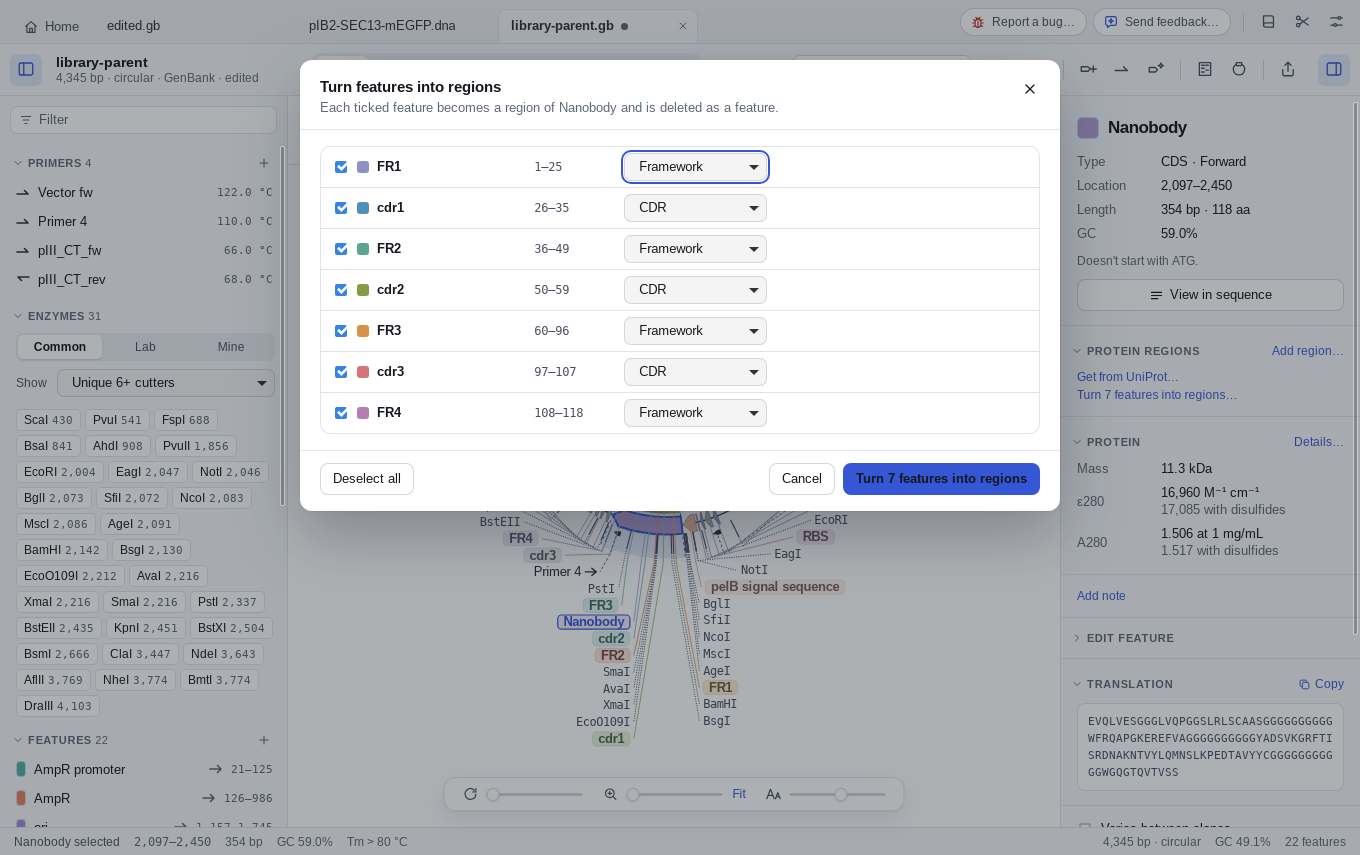 Home
edited.gb
pIB2-SEC13-mEGFP.dna
library-parent.gb
Report a bug…
Send feedback…
library-parent
4,345 bp · circular · GenBank · edited
Filter
PRIMERS 4
Vector fw 122.0 °C
Primer 4 110.0 °C
pIII_CT_fw 66.0 °C
pIII_CT_rev 68.0 °C
ENZYMES 31
Common Lab Mine
Show Unique 6+ cutters
ScaI 430 PvuI 541 FspI 688
BsaI 841 AhdI 908 PvuII 1,856
EcoRI 2,004 EagI 2,047 NotI 2,046
BglI 2,073 SfiI 2,072 NcoI 2,083
MscI 2,086 AgeI 2,091
BamHI 2,142 BsgI 2,130
EcoO109I 2,212 AvaI 2,216
XmaI 2,216 SmaI 2,216 PstI 2,337
BstEII 2,435 KpnI 2,451 BstXI 2,504
BsmI 2,666 ClaI 3,447 NdeI 3,643
AflII 3,769 NheI 3,774 BmtI 3,774
DraIII 4,103
FEATURES 22
AmpR promoter 21–125
AmpR 126–986
Turn features into regions
Each ticked feature becomes a region of Nanobody and is deleted as a feature.
FR1 1–25 Framework
cdr1 26–35 CDR
FR2 36–49 Framework
cdr2 50–59 CDR
FR3 60–96 Framework
cdr3 97–107 CDR
FR4 108–118 Framework
Deselect all
Cancel
Turn 7 features into regions
BstEII
FR4
cdr3
Primer 4
PstI
FR3
Nanobody
cdr2
FR2
SmaI
AvaI
XmaI
EcoO109I
cdr1
EcoRI
RBS
EagI
NotI
pelB signal sequence
BglI
SfiI
NcoI
MscI
AgeI
FR1
BamHI
BsgI
Fit
Nanobody
Type CDS · Forward
Location 2,097–2,450
Length 354 bp · 118 aa
GC 59.0%
Doesn't start with ATG.
View in sequence
PROTEIN REGIONS Add region…
Get from UniProt…
Turn 7 features into regions…
PROTEIN Details…
Mass 11.3 kDa
ε280 16,960 M⁻¹ cm⁻¹
17,085 with disulfides
A280 1.506 at 1 mg/mL
1.517 with disulfides
Add note
EDIT FEATURE
TRANSLATION Copy
EVQLVESGGGLVQPGGSLRLSCAASGGGGGGGGGG
WFRQAPGKEREFVAGGGGGGGGGGYADSVKGRFTI
SRDNAKNTVYLQMNSLKPEDTAVYYCGGGGGGGGG
GGWGQGTQVTVSS
Nanobody selected 2,097–2,450 354 bp GC 59.0% Tm > 80 °C
4,345 bp · circular GC 49.1% 22 features